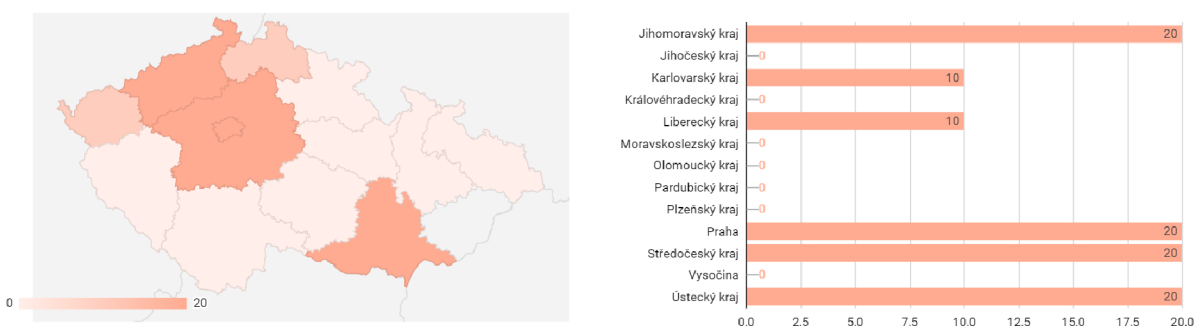 0
20
Jihomoravský kraj 20
Jihočeský kraj 0
Karlovarský kraj 10
Královéhradecký kraj 0
Liberecký kraj 10
Moravskoslezský kraj 0
Olomoucký kraj 0
Pardubický kraj 0
Plzeňský kraj 0
Praha 20
Středočeský kraj 20
Vysočina 0
Ústecký kraj 20
0.0 2.5 5.0 7.5 10.0 12.5 15.0 17.5 20.0